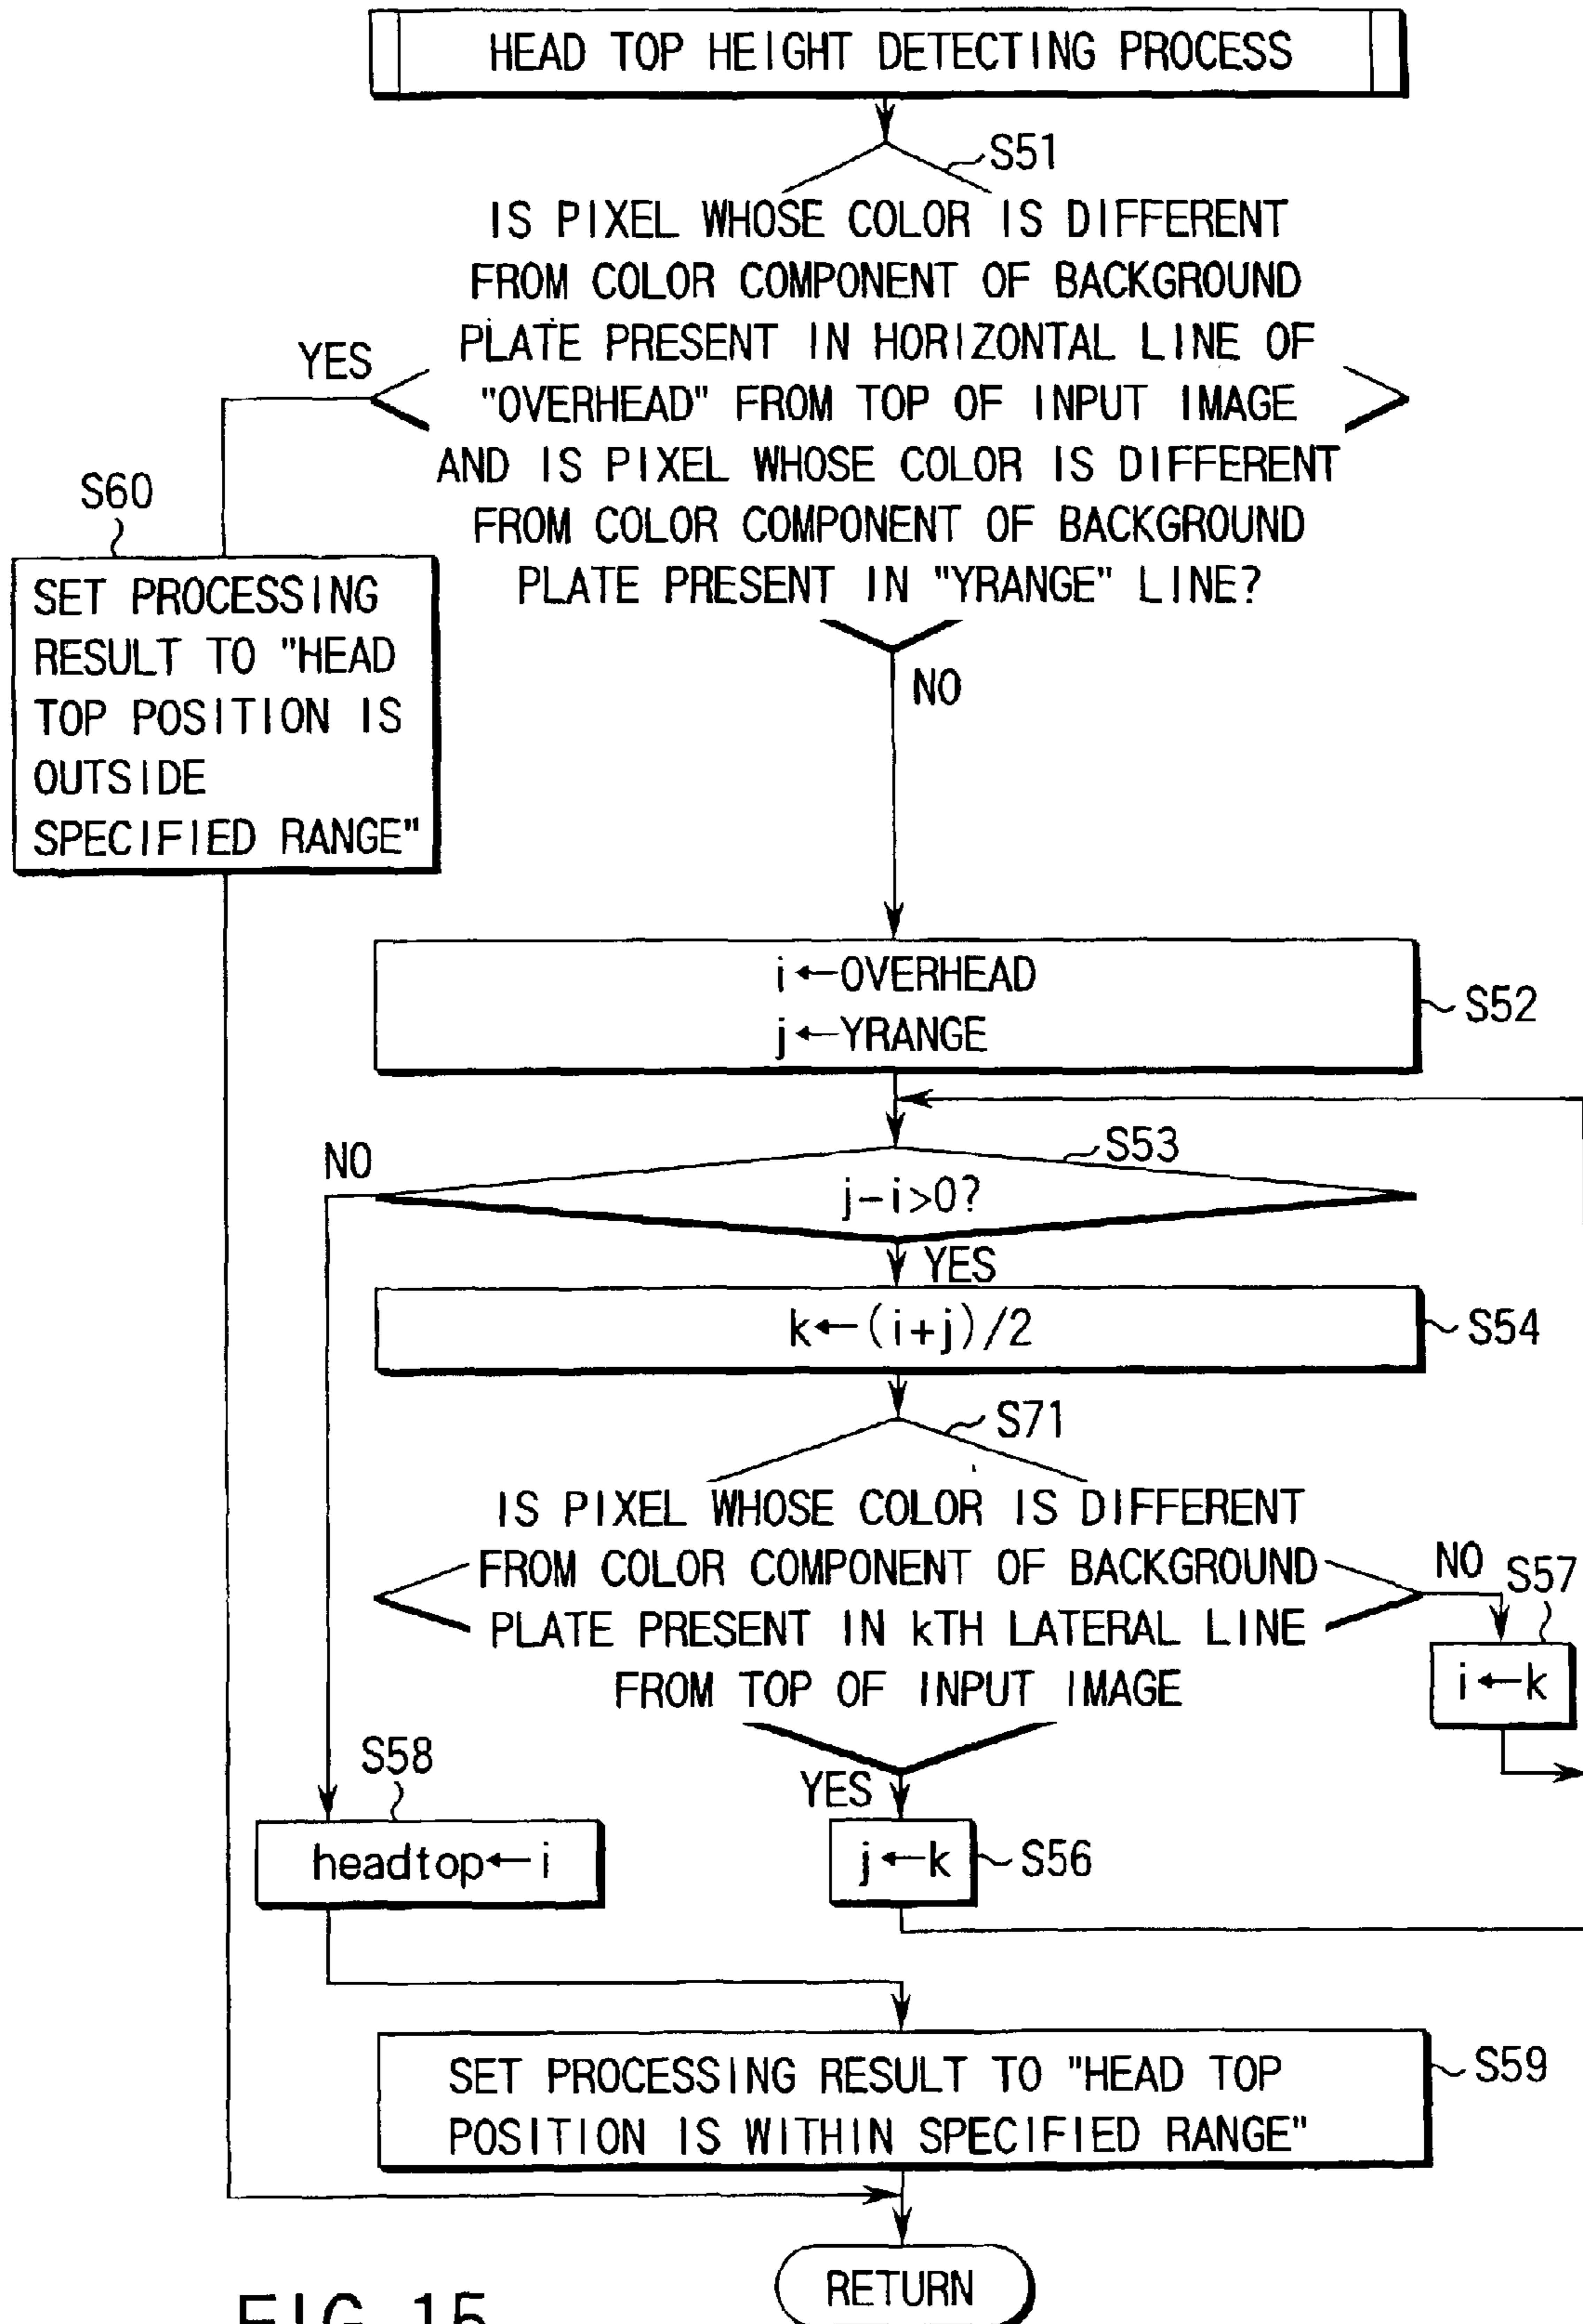 HEAD TOP HEIGHT DETECTING PROCESS
S51
IS PIXEL WHOSE COLOR IS DIFFERENT
FROM COLOR COMPONENT OF BACKGROUND
PLATE PRESENT IN HORIZONTAL LINE OF
"OVERHEAD" FROM TOP OF INPUT IMAGE
AND IS PIXEL WHOSE COLOR IS DIFFERENT
FROM COLOR COMPONENT OF BACKGROUND
PLATE PRESENT IN "YRANGE" LINE?
YES
NO
S60
SET PROCESSING
RESULT TO "HEAD
TOP POSITION IS
OUTSIDE
SPECIFIED RANGE"
i←OVERHEAD
j←YRANGE
S52
S53
NO
j-i>0?
YES
k←(i+j)/2
S54
S71
IS PIXEL WHOSE COLOR IS DIFFERENT
FROM COLOR COMPONENT OF BACKGROUND
PLATE PRESENT IN kTH LATERAL LINE
FROM TOP OF INPUT IMAGE
NO
S57
i←k
YES
S58
headtop←i
j←k
S56
SET PROCESSING RESULT TO "HEAD TOP
POSITION IS WITHIN SPECIFIED RANGE"
S59
RETURN
FIG. 15